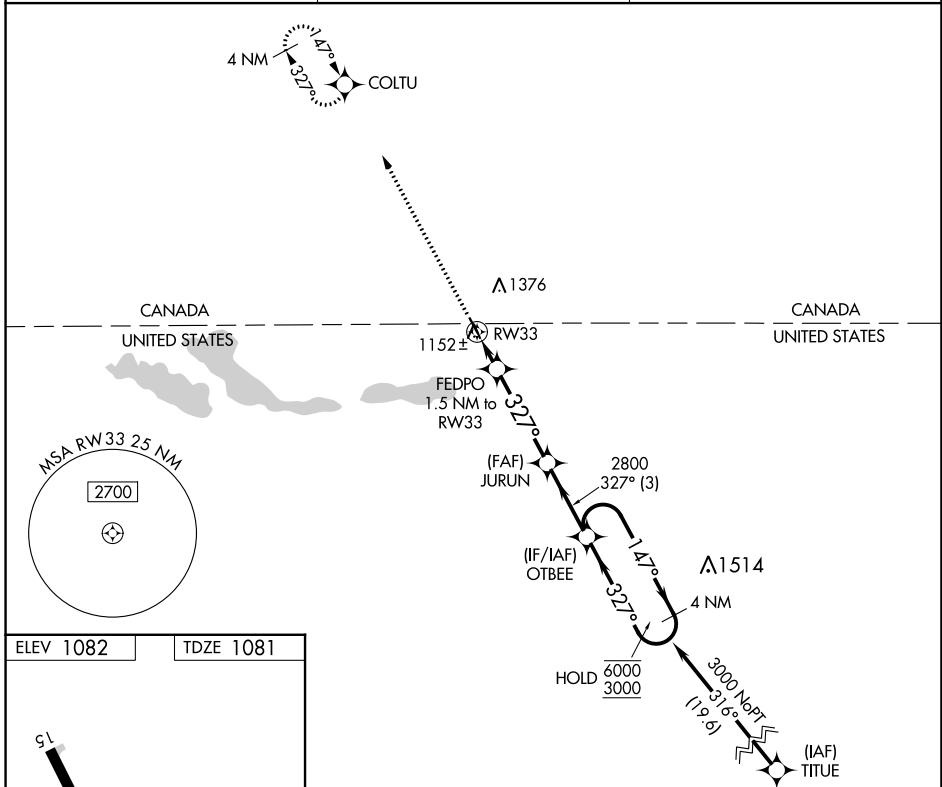 4 NM
147°
327°
COLTU
1376
CANADA
UNITED STATES
CANADA
UNITED STATES
RW33
1152±
FEDPO
1.5 NM to
RW33
327°
(FAF)
JURUN
2800
327° (3)
MSA RW33 25 NM
2700
(IF/IAF)
OTBEE
147°
327°
1514
4 NM
HOLD
6000
3000
3000 NoPT
316°
(19.6)
(IAF)
TITUE
ELEV 1082
TDZE 1081
15